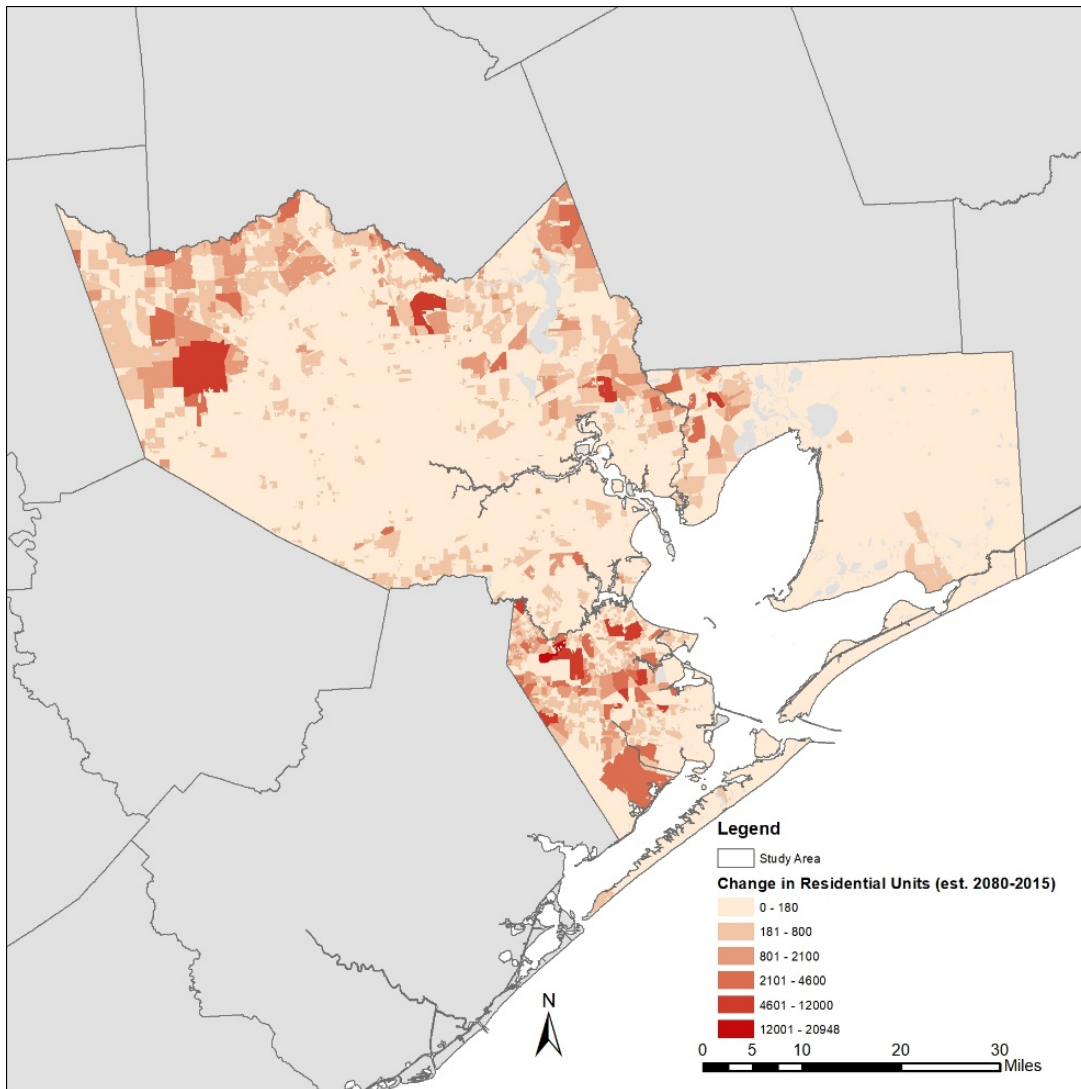 Legend
Study Area
Change in Residential Units (est. 2080-2015)
0 - 180
181 - 800
801 - 2100
2101 - 4600
4601 - 12000
12001 - 20948
N
0 5 10 20 30
Miles